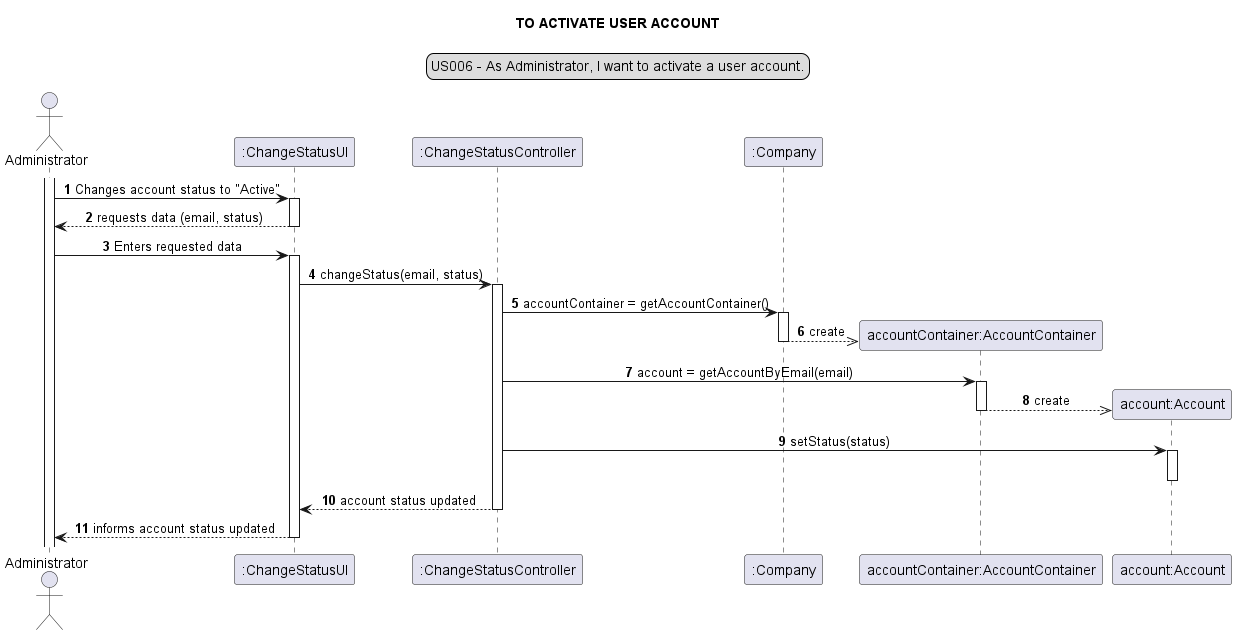 TO ACTIVATE USER ACCOUNT
US006 - As Administrator, I want to activate a user account.
Administrator
:ChangeStatusUI
:ChangeStatusController
:Company
1 Changes account status to "Active"
2 requests data (email, status)
3 Enters requested data
4 changeStatus(email, status)
5 accountContainer = getAccountContainer()
6 create
accountContainer:AccountContainer
7 account = getAccountByEmail(email)
8 create
account:Account
9 setStatus(status)
10 account status updated
11 informs account status updated
Administrator
:ChangeStatusUI
:ChangeStatusController
:Company
accountContainer:AccountContainer
account:Account